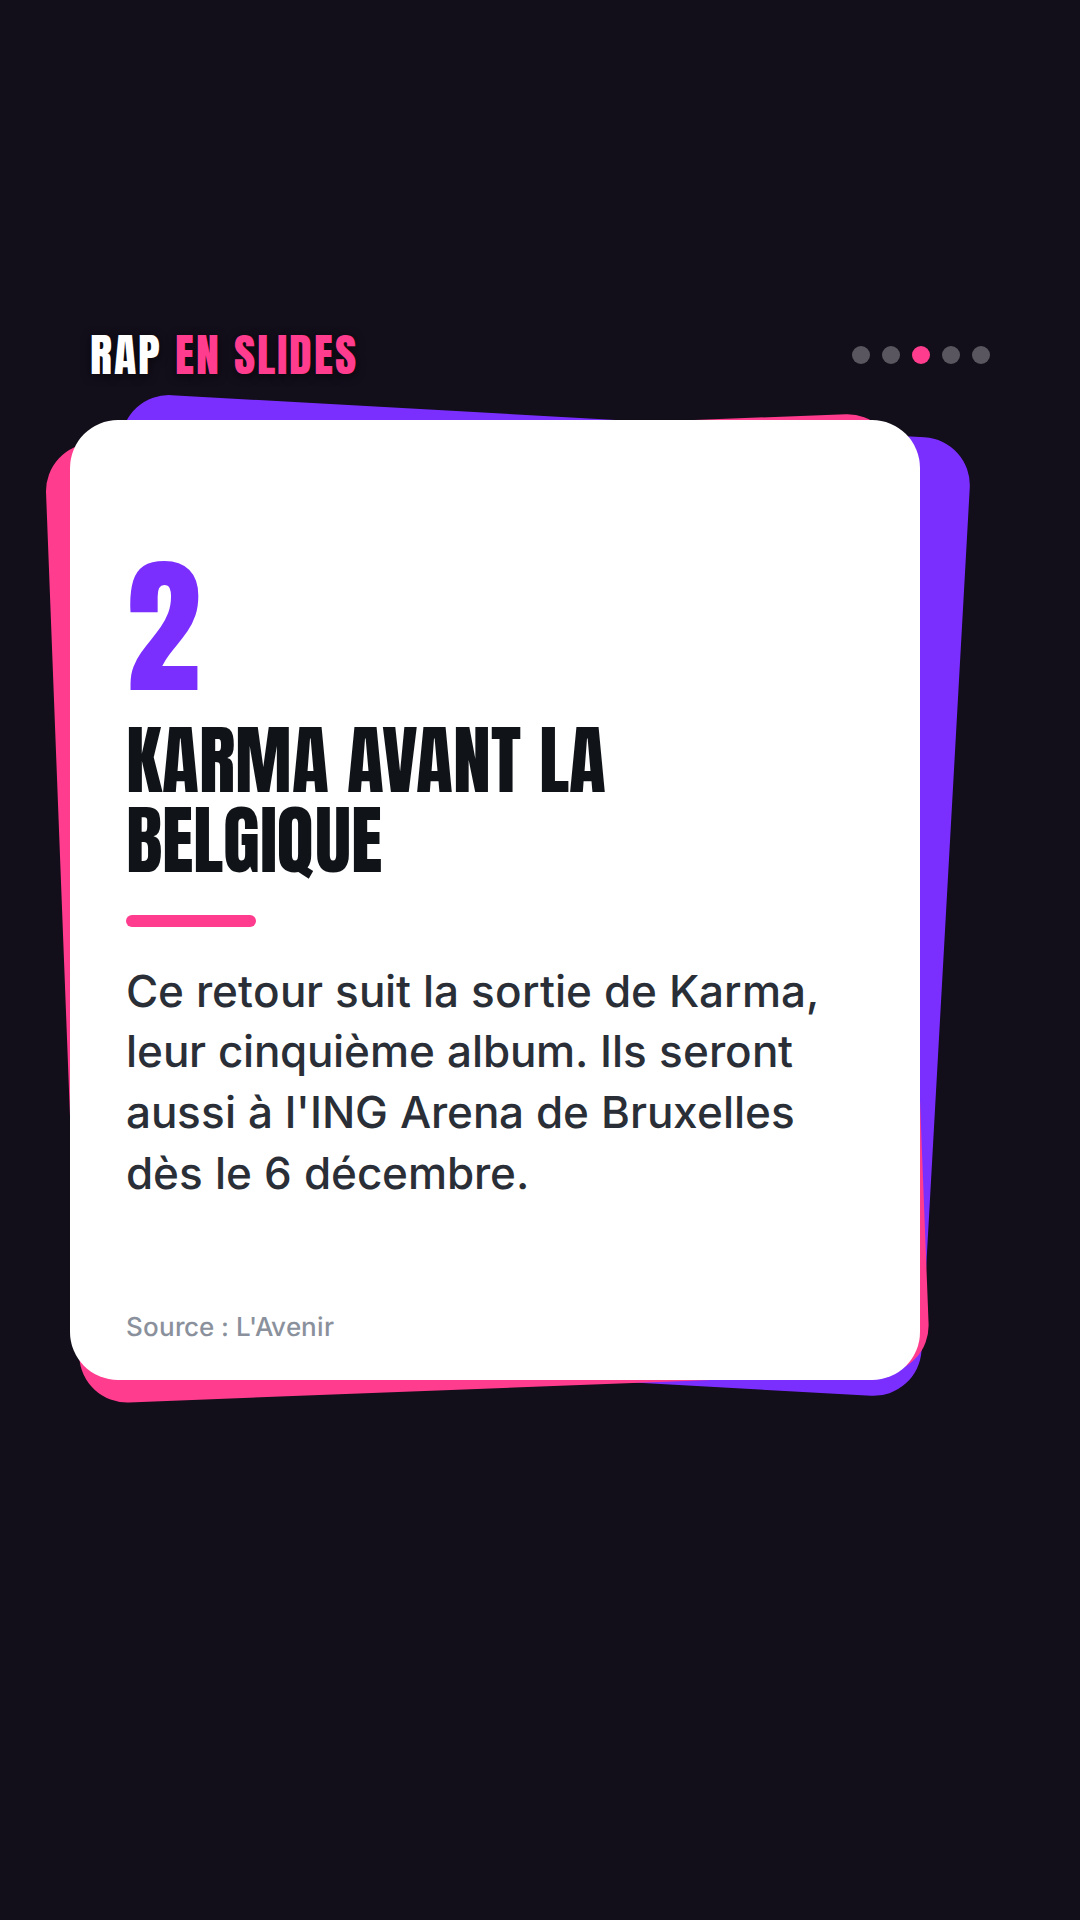 RAP EN SLIDES
2
KARMA AVANT LA
BELGIQUE
Ce retour suit la sortie de Karma,
leur cinquième album. Ils seront
aussi à l'ING Arena de Bruxelles
dès le 6 décembre.
Source : L'Avenir